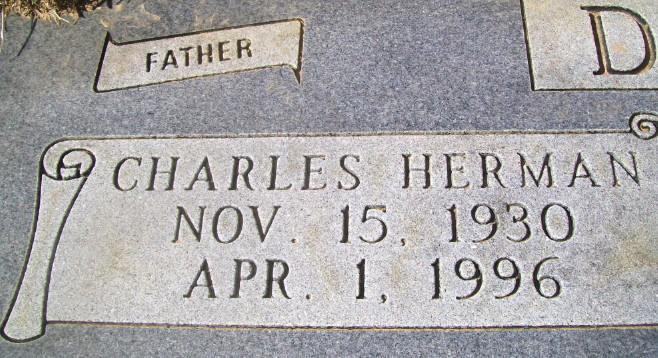 FATHER
D
CHARLES HERMAN
NOV. 15, 1930
APR. 1, 1996